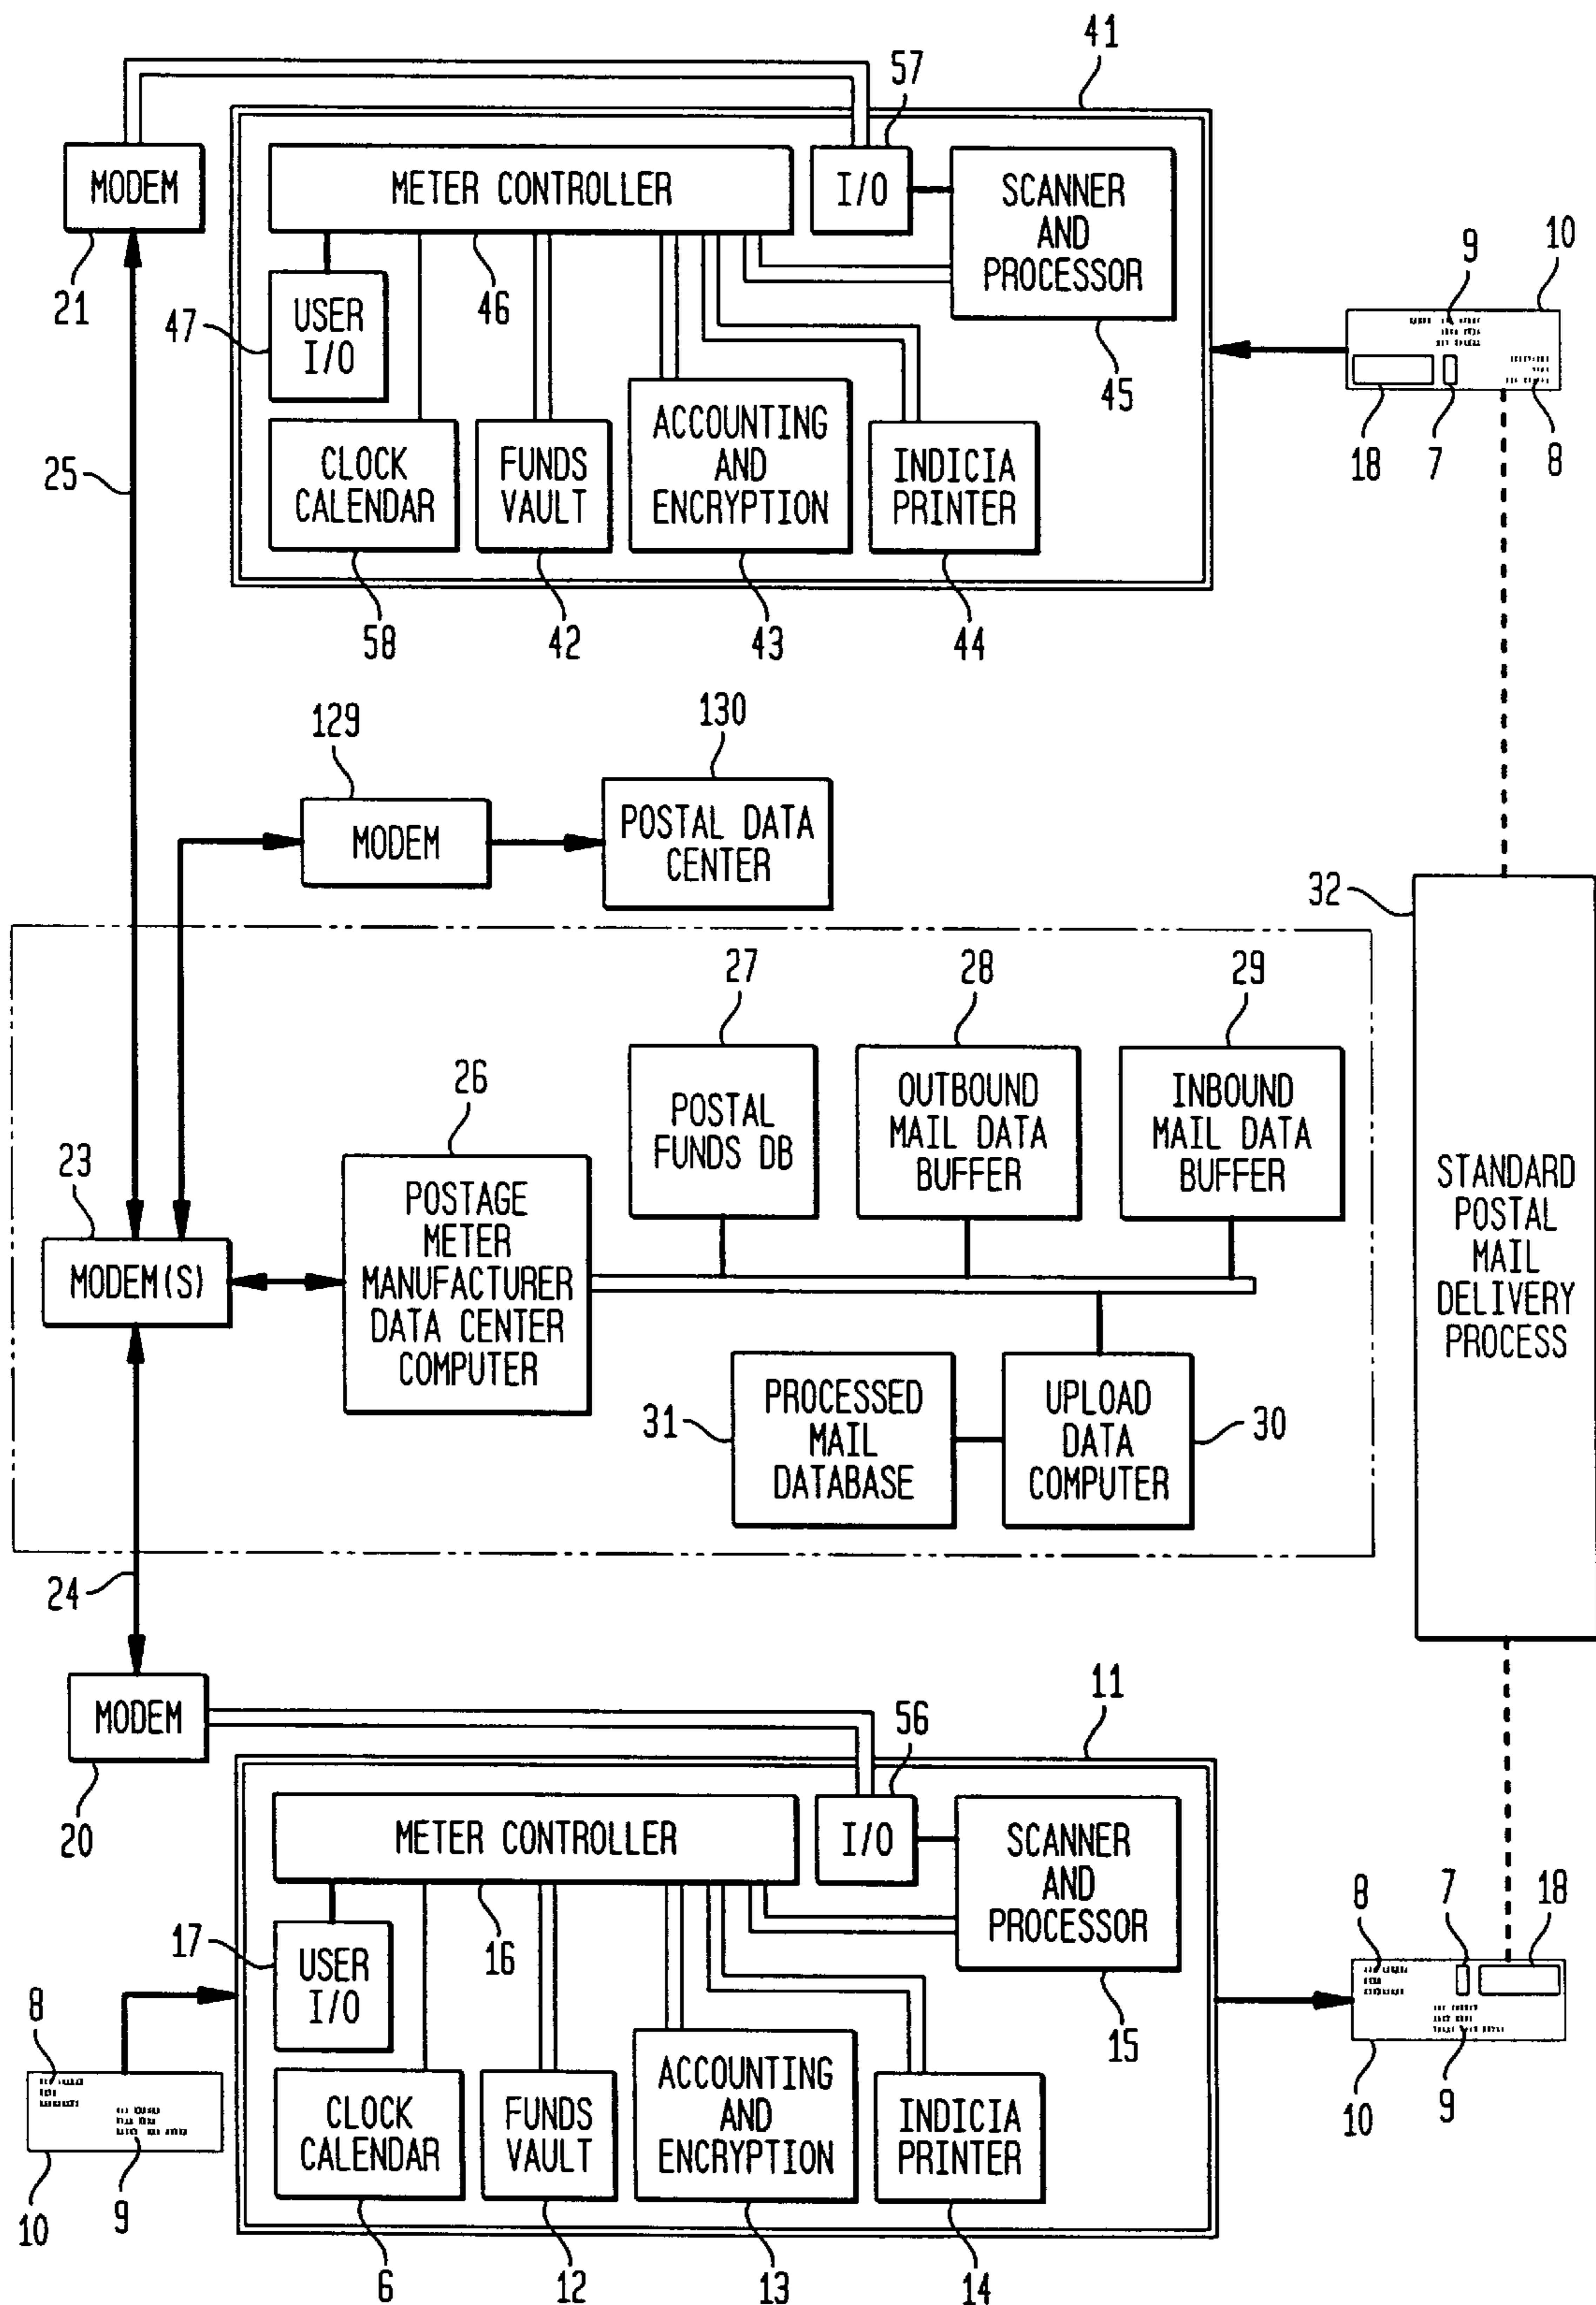 41
57
MODEM
METER CONTROLLER
I/O
SCANNER
AND
PROCESSOR
21
47
USER
I/O
46
45
9
10
18
7
8
25
CLOCK
CALENDAR
FUNDS
VAULT
ACCOUNTING
AND
ENCRYPTION
INDICIA
PRINTER
58
42
43
44
129
130
MODEM
POSTAL DATA
CENTER
32
27
28
29
26
23
POSTAL
FUNDS DB
OUTBOUND
MAIL DATA
BUFFER
INBOUND
MAIL DATA
BUFFER
MODEM(S)
POSTAGE
METER
MANUFACTURER
DATA CENTER
COMPUTER
STANDARD
POSTAL
MAIL
DELIVERY
PROCESS
31
PROCESSED
MAIL
DATABASE
UPLOAD
DATA
COMPUTER
30
24
MODEM
20
11
56
METER CONTROLLER
I/O
SCANNER
AND
PROCESSOR
17
USER
I/O
16
15
8
7
18
10
9
8
10
9
CLOCK
CALENDAR
FUNDS
VAULT
ACCOUNTING
AND
ENCRYPTION
INDICIA
PRINTER
6
12
13
14